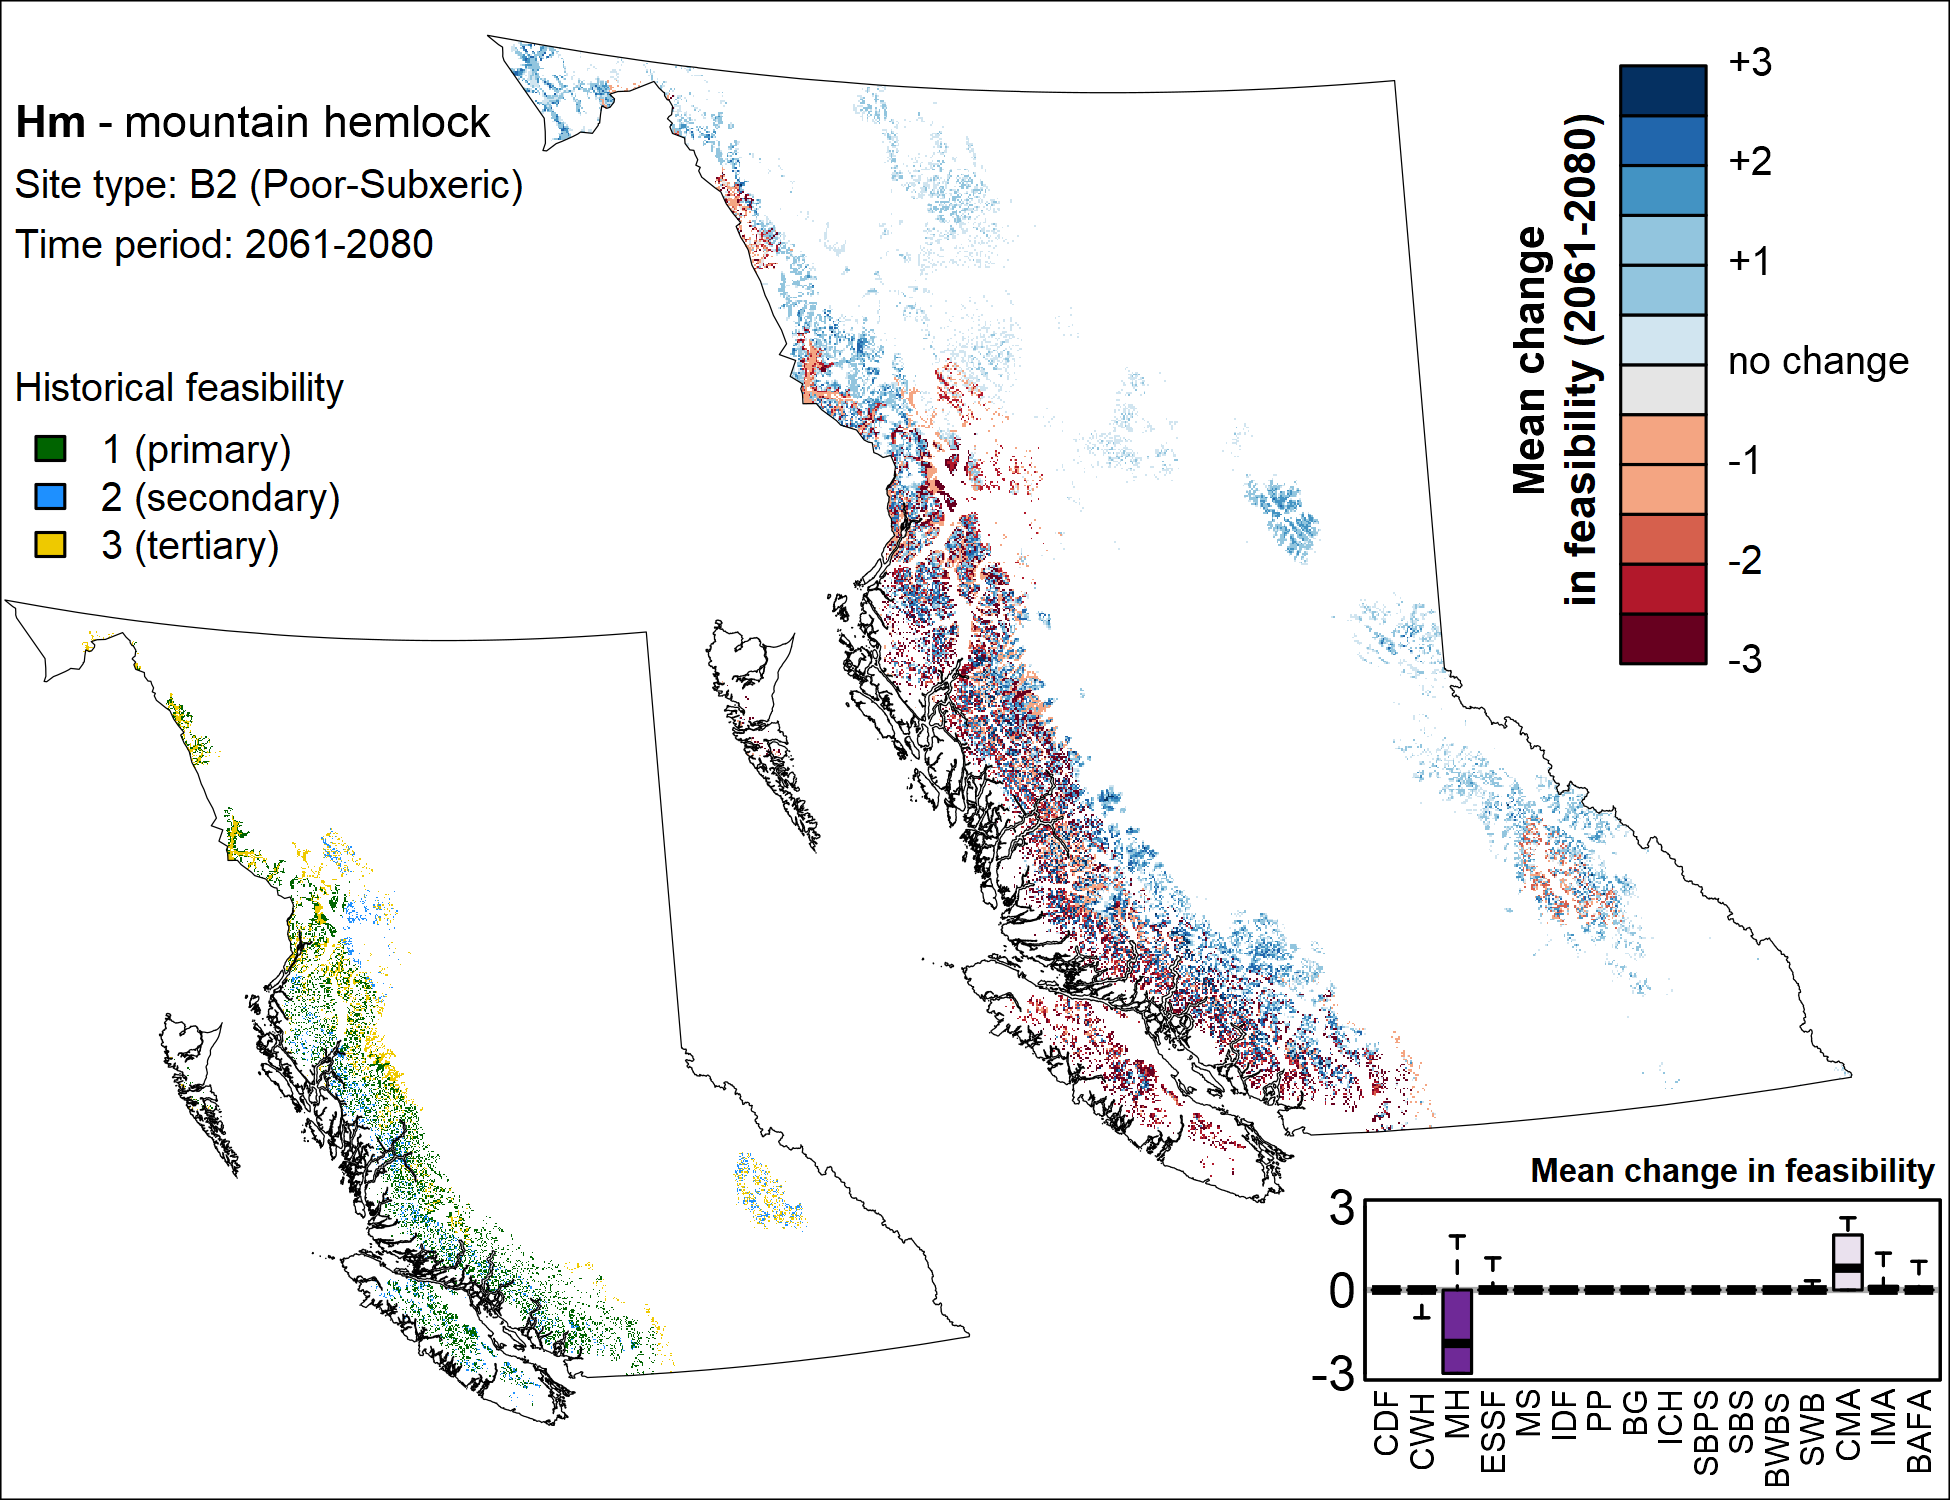 Hm - mountain hemlock
Site type: B2 (Poor-Subxeric)
Time period: 2061-2080
Historical feasibility
1 (primary)
2 (secondary)
3 (tertiary)
Mean change
in feasibility (2061-2080)
+3
+2
+1
no change
-1
-2
-3
Mean change in feasibility
3
0
-3
CDF
CWH
MH
ESSF
MS
IDF
PP
BG
ICH
SBPS
SBS
BWBS
SWB
CMA
IMA
BAFA